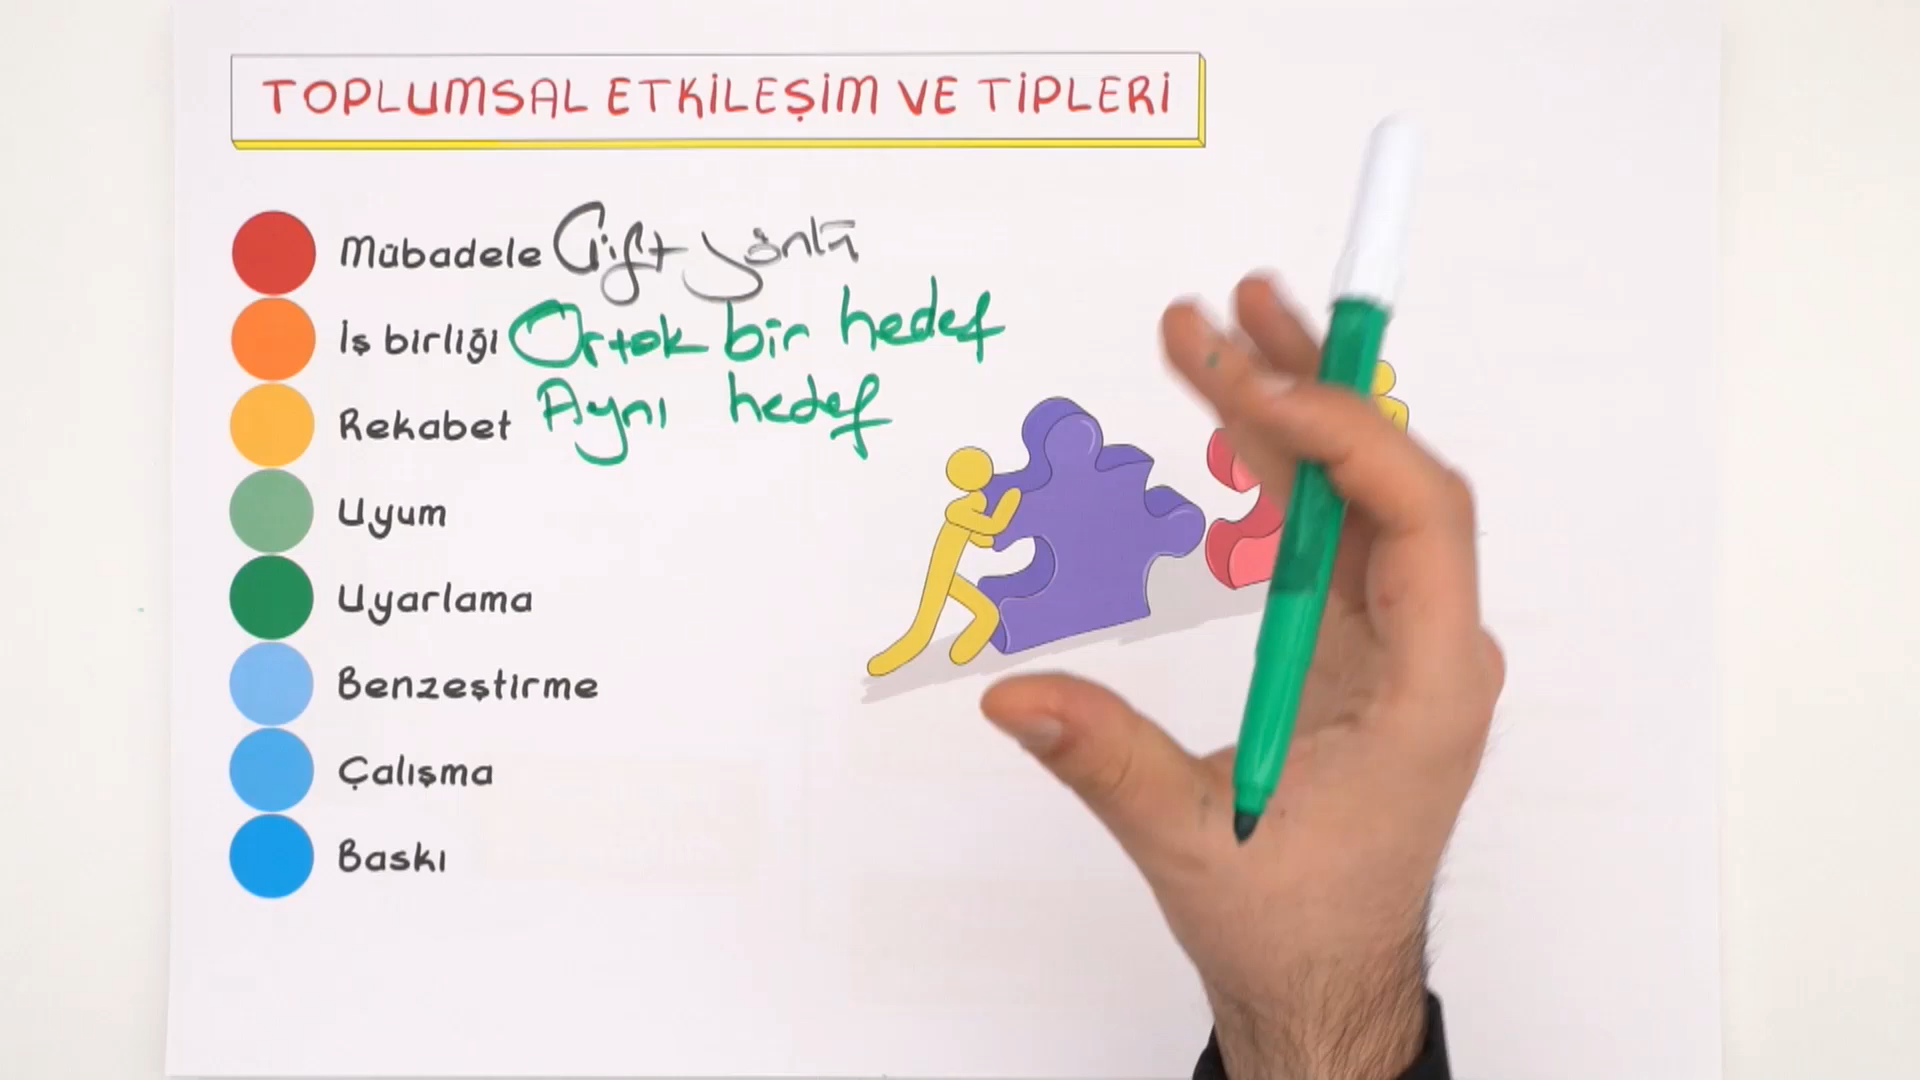 TOPLUMSAL ETKİLEŞİM VE TİPLERİ
Mübadele Çift yönlü
İş birliği Ortak bir hedef
Rekabet Aynı hedef
Uyum
Uyarlama
Benzeştirme
Çalışma
Baskı